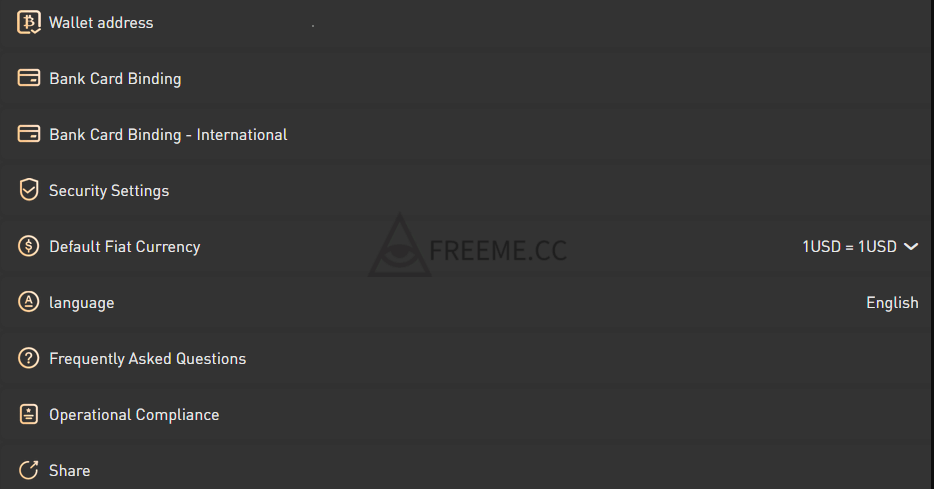 Wallet address
Bank Card Binding
Bank Card Binding - International
Security Settings
Default Fiat Currency
1USD = 1USD
FREEME.CC
language
English
Frequently Asked Questions
Operational Compliance
Share